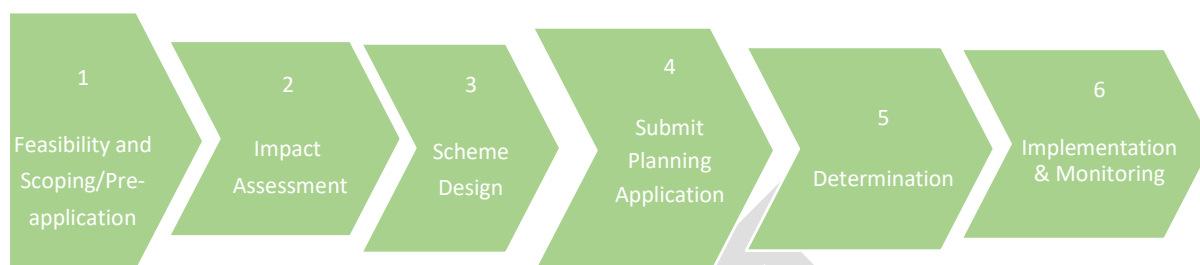 1
Feasibility and
Scoping/Pre-
application
2
Impact
Assessment
3
Scheme
Design
4
Submit
Planning
Application
5
Determination
6
Implementation
& Monitoring